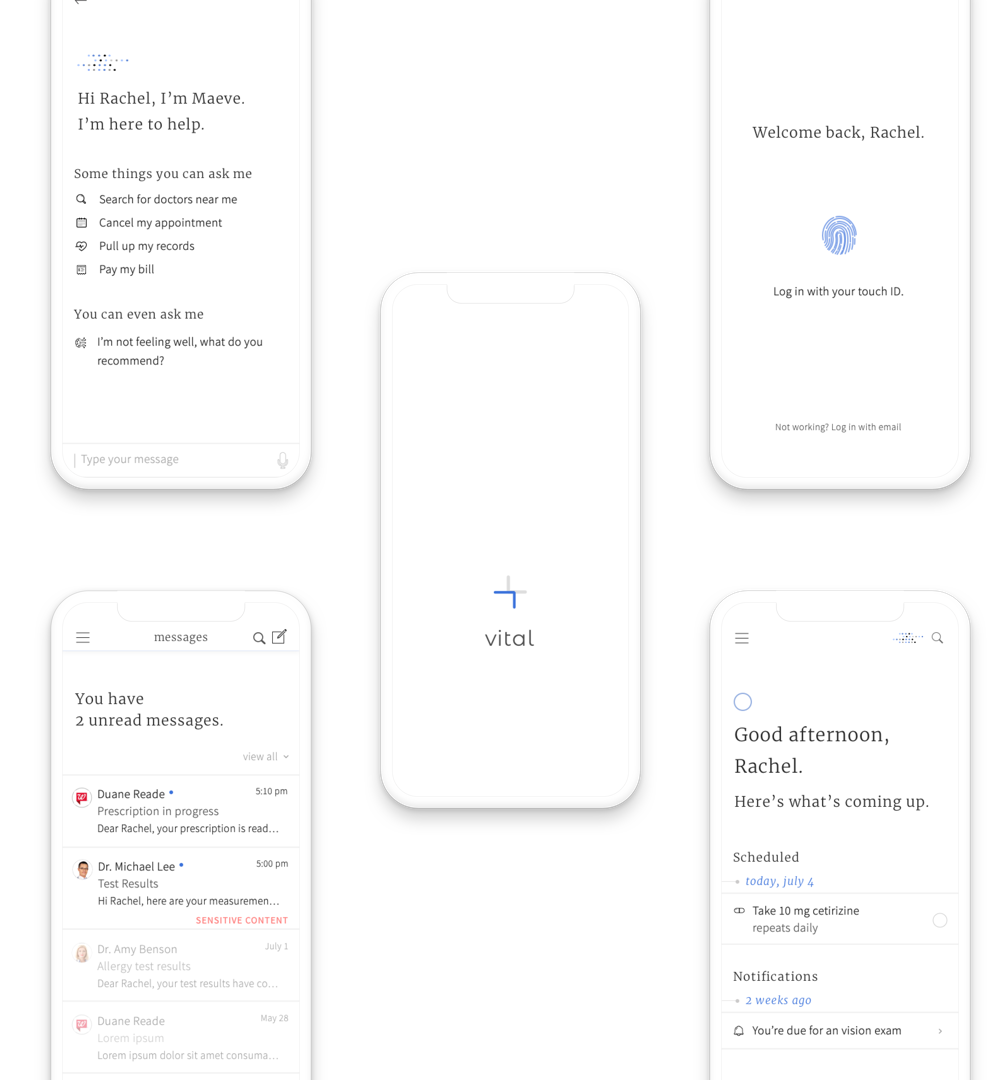 Hi Rachel, I’m Maeve.
I’m here to help.
Some things you can ask me
Search for doctors near me
Cancel my appointment
Pull up my records
Pay my bill
You can even ask me
I’m not feeling well, what do you
recommend?
Type your message
Welcome back, Rachel.
Log in with your touch ID.
Not working? Log in with email
vital
messages
You have
2 unread messages.
view all
Duane Reade
5:10 pm
Prescription in progress
Dear Rachel, your prescription is read…
Dr. Michael Lee
5:00 pm
Test Results
Hi Rachel, here are your measuremen…
SENSITIVE CONTENT
Dr. Amy Benson
July 1
Allergy test results
Dear Rachel, your test results have co…
Duane Reade
May 28
Lorem ipsum
Lorem ipsum dolor sit amet consuma…
Good afternoon,
Rachel.
Here’s what’s coming up.
Scheduled
today, july 4
Take 10 mg cetirizine
repeats daily
Notifications
2 weeks ago
You’re due for an vision exam